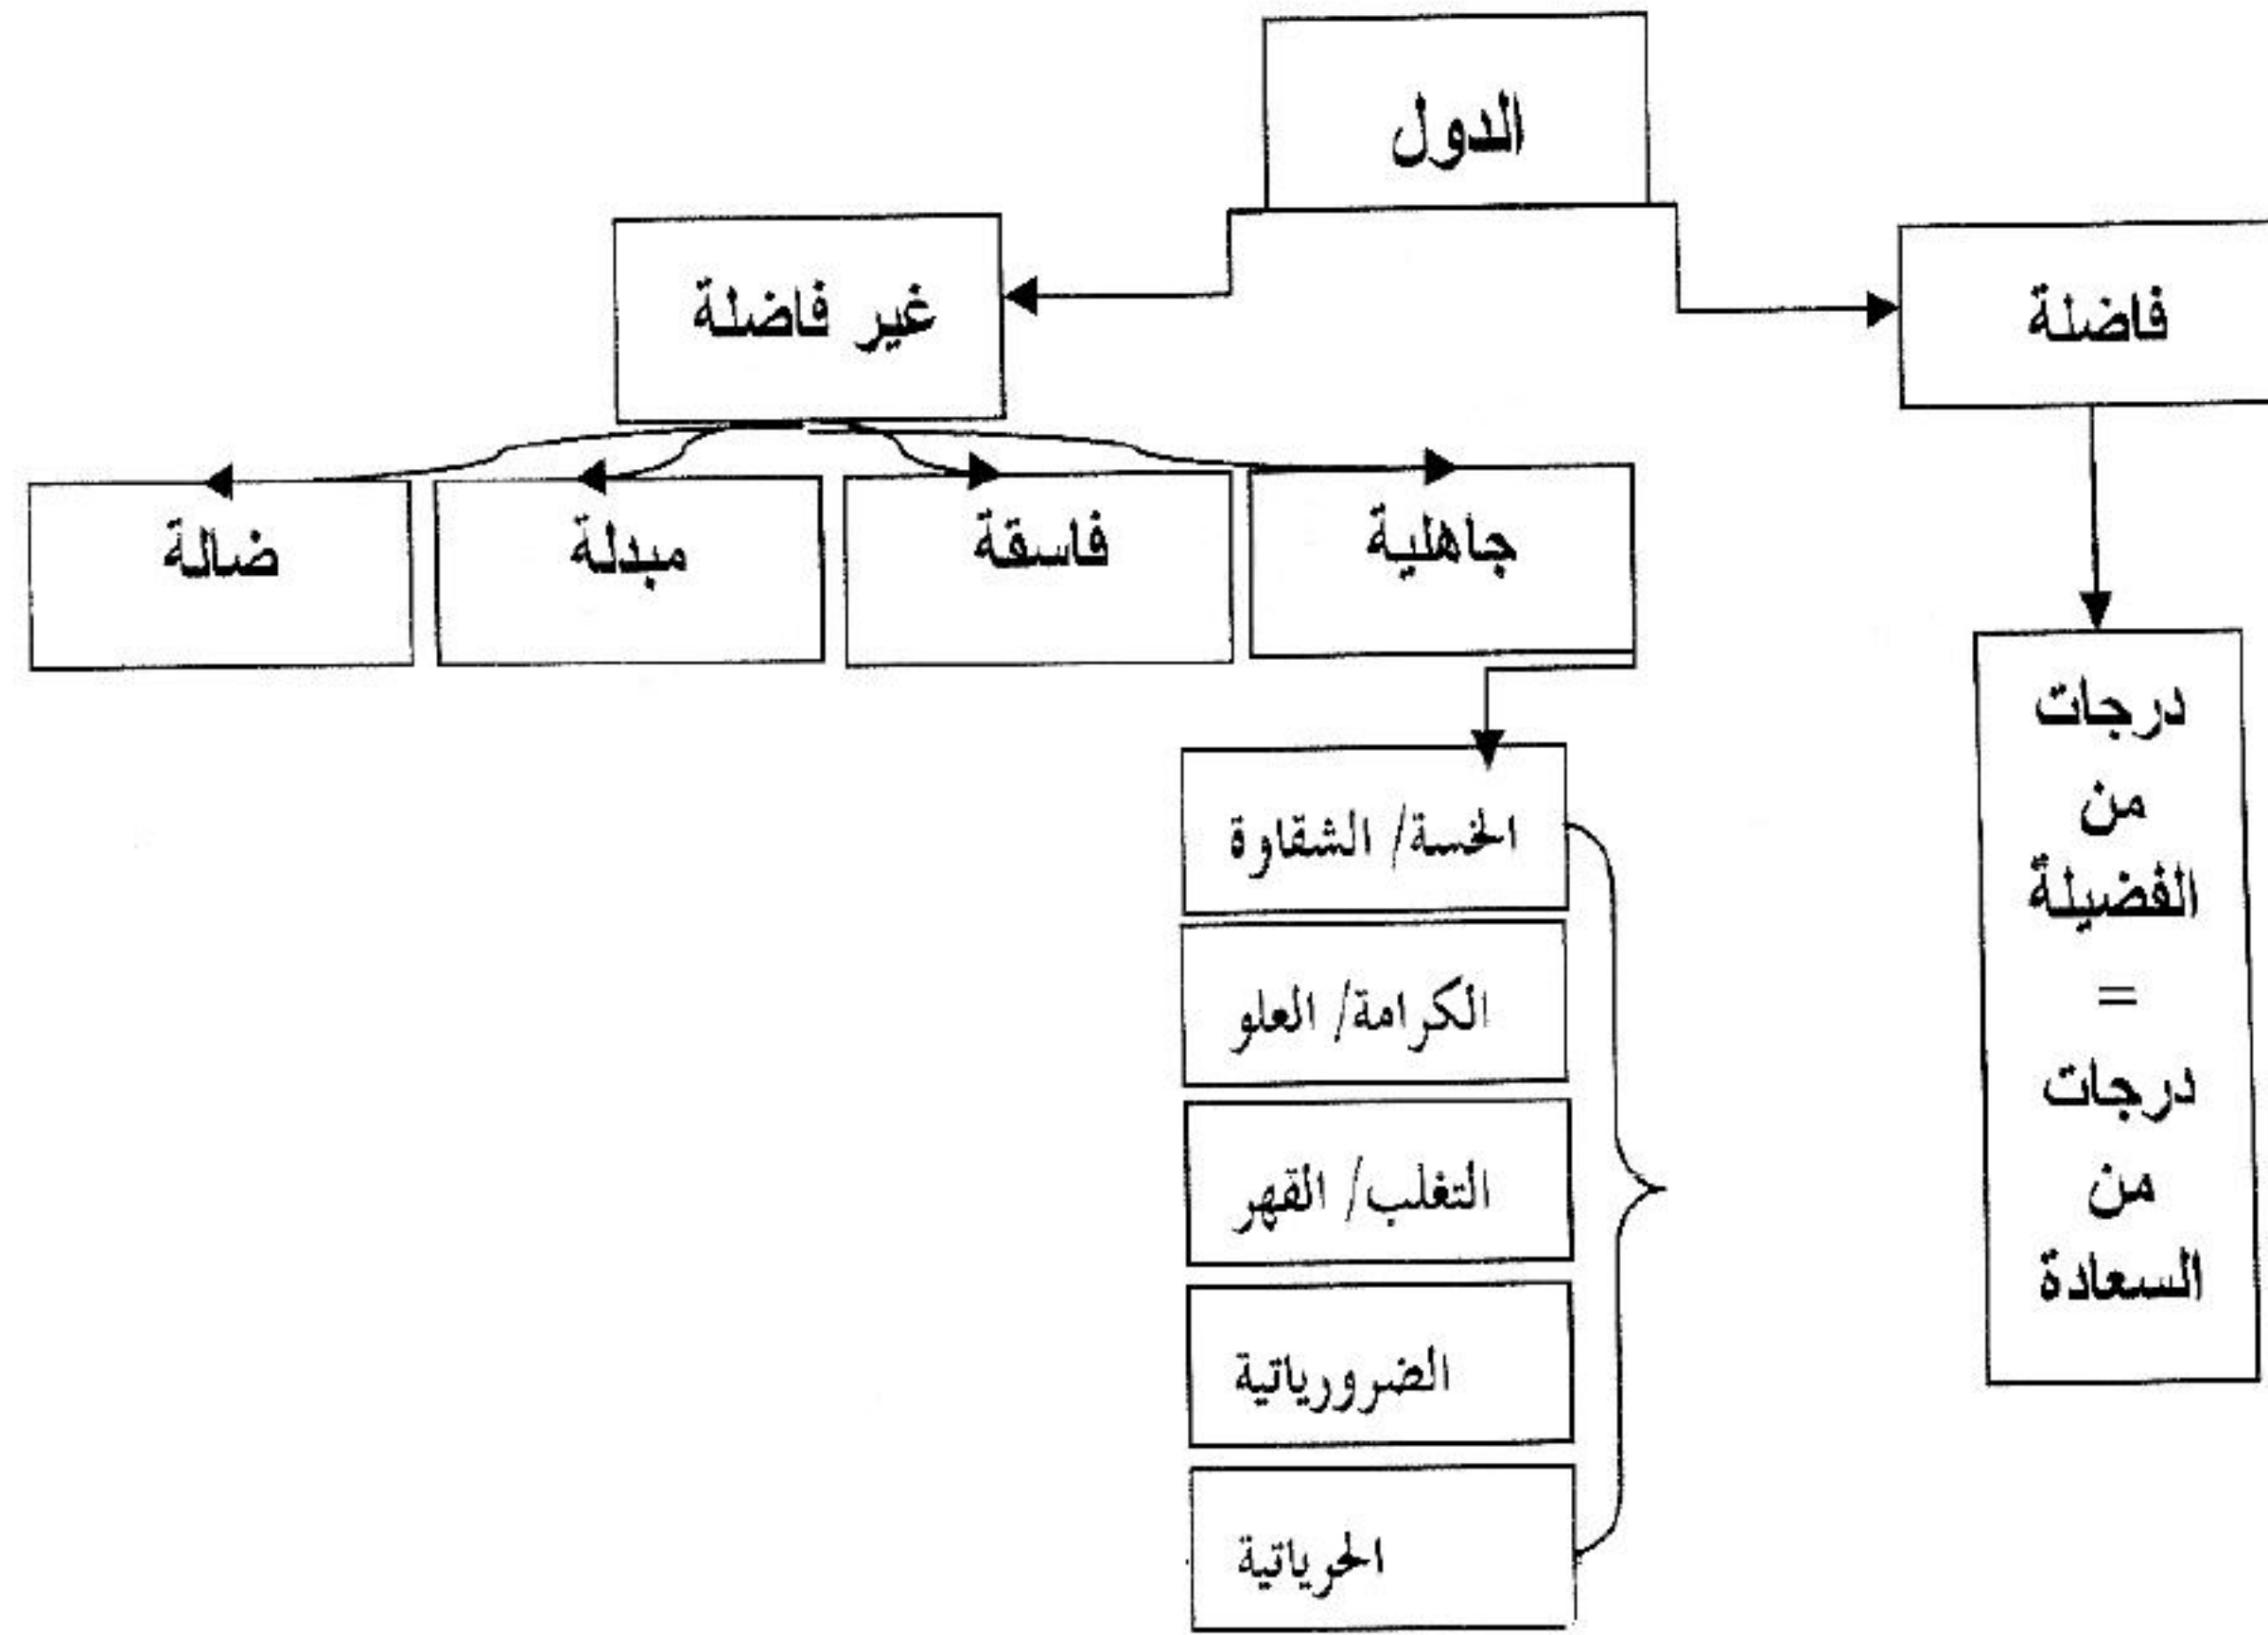 الدول
فاضلة
غير فاضلة
جاهلية
فاسقة
مبدلة
ضالة
درجات
من
الفضيلة
=
درجات
من
السعادة
الخسة/ الشقاوة
الكرامة/ العلو
التغلب/ القهر
الضرورياتية
الحرياتية